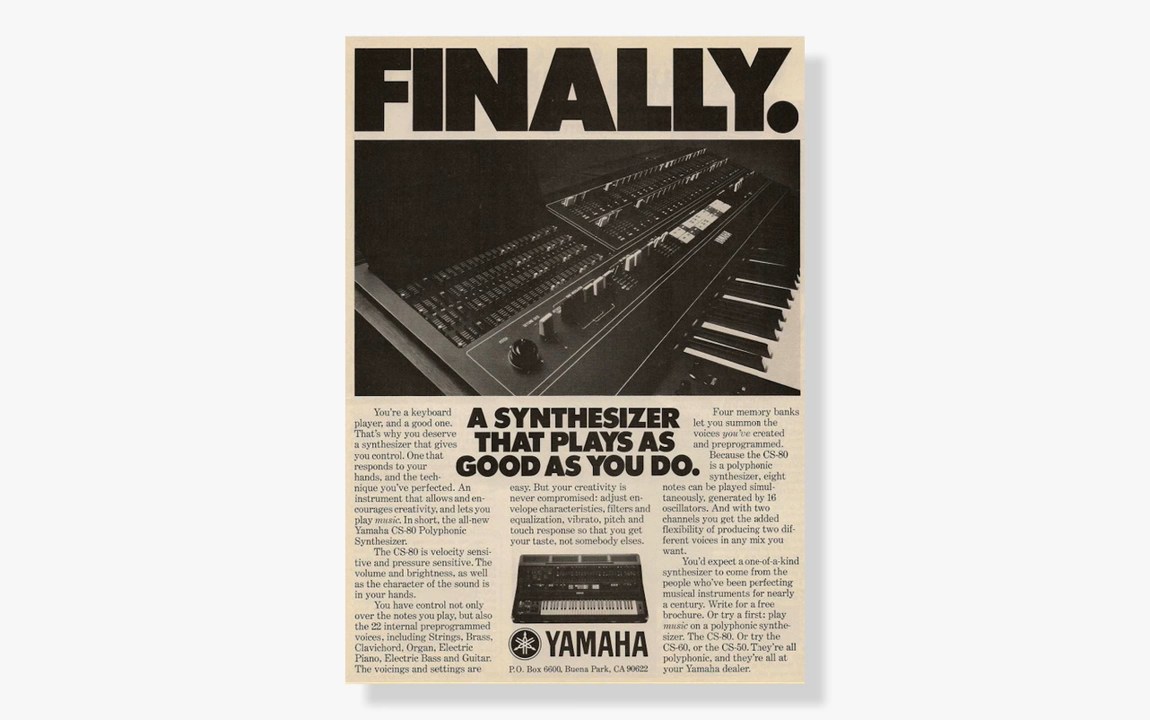 FINALLY.
A SYNTHESIZER
THAT PLAYS AS
GOOD AS YOU DO.
You're a keyboard
player, and a good one.
That's why you deserve
a synthesizer that gives
you control. One that
responds to your
hands, and the tech-
nique you've perfected. An
instrument that allows and en-
courages creativity, and lets you
play music. In short, the all-new
Yamaha CS-80 Polyphonic
Synthesizer.
The CS-80 is velocity sensi-
tive and pressure sensitive. The
volume and brightness, as well
as the character of the sound is
in your hands.
You have control not only
over the notes you play, but also
the 22 internal preprogrammed
voices, including Strings, Brass,
Clavichord, Organ, Electric
Piano, Electric Bass and Guitar.
The voicings and settings are
easy. But your creativity is
never compromised: adjust en-
velope characteristics, filters and
equalization, vibrato, pitch and
touch response so that you get
your taste, not somebody elses.
YAMAHA
P.O. Box 6600, Buena Park, CA 90622
Four memory banks
let you summon the
voices you've created
and preprogrammed.
Because the CS-80
is a polyphonic
synthesizer, eight
notes can be played simul-
taneously, generated by 16
oscillators. And with two
channels you get the added
flexibility of producing two dif-
ferent voices in any mix you
want.
You'd expect a one-of-a-kind
synthesizer to come from the
people who've been perfecting
musical instruments for nearly
a century. Write for a free
brochure. Or try a first: play
music on a polyphonic synthe-
sizer. The CS-80. Or try the
CS-60, or the CS-50. They're all
polyphonic, and they're all at
your Yamaha dealer.